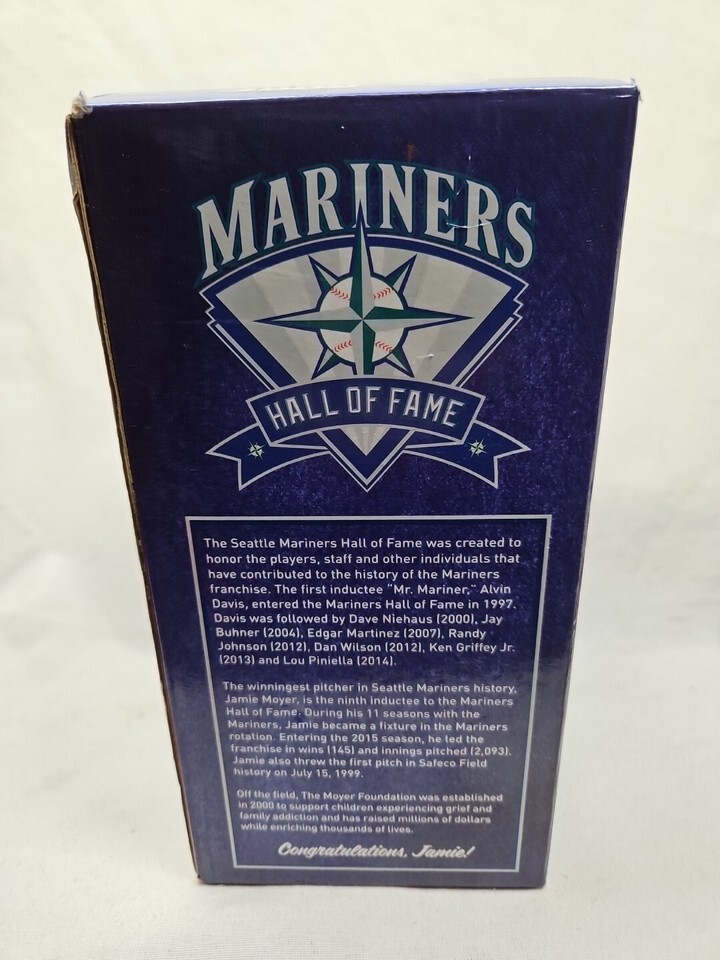 MARINERS
HALL OF FAME
The Seattle Mariners Hall of Fame was created to
honor the players, staff and other individuals that
have contributed to the history of the Mariners
franchise. The first inductee "Mr. Mariner," Alvin
Davis, entered the Mariners Hall of Fame in 1997.
Davis was followed by Dave Niehaus (2000), Jay
Buhner (2004), Edgar Martinez (2007), Randy
Johnson (2012), Dan Wilson (2012), Ken Griffey Jr.
(2013) and Lou Piniella (2014).
The winningest pitcher in Seattle Mariners history,
Jamie Moyer, is the ninth inductee to the Mariners
Hall of Fame. During his 11 seasons with the
Mariners, Jamie became a fixture in the Mariners
rotation. Entering the 2015 season, he led the
franchise in wins (145) and innings pitched (2,093).
Jamie also threw the first pitch in Safeco Field
history on July 15, 1999.
Off the field, The Moyer Foundation was established
in 2000 to support children experiencing grief and
family addiction and has raised millions of dollars
while enriching thousands of lives.
Congratulations, Jamie!